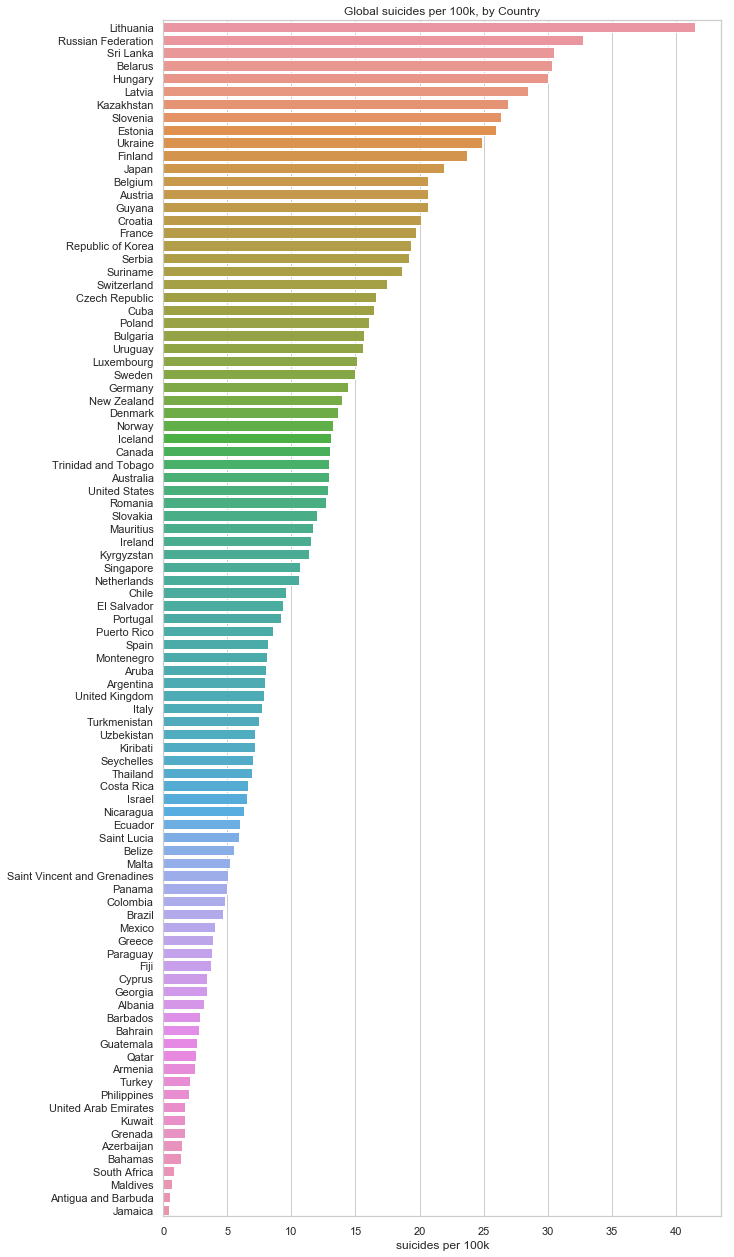 Global suicides per 100k, by Country
Lithuania
Russian Federation
Sri Lanka
Belarus
Hungary
Latvia
Kazakhstan
Slovenia
Estonia
Ukraine
Finland
Japan
Belgium
Austria
Guyana
Croatia
France
Republic of Korea
Serbia
Suriname
Switzerland
Czech Republic
Cuba
Poland
Bulgaria
Uruguay
Luxembourg
Sweden
Germany
New Zealand
Denmark
Norway
Iceland
Canada
Trinidad and Tobago
Australia
United States
Romania
Slovakia
Mauritius
Ireland
Kyrgyzstan
Singapore
Netherlands
Chile
El Salvador
Portugal
Puerto Rico
Spain
Montenegro
Aruba
Argentina
United Kingdom
Italy
Turkmenistan
Uzbekistan
Kiribati
Seychelles
Thailand
Costa Rica
Israel
Nicaragua
Ecuador
Saint Lucia
Belize
Malta
Saint Vincent and Grenadines
Panama
Colombia
Brazil
Mexico
Greece
Paraguay
Fiji
Cyprus
Georgia
Albania
Barbados
Bahrain
Guatemala
Qatar
Armenia
Turkey
Philippines
United Arab Emirates
Kuwait
Grenada
Azerbaijan
Bahamas
South Africa
Maldives
Antigua and Barbuda
Jamaica
0 5 10 15 20 25 30 35 40
suicides per 100k